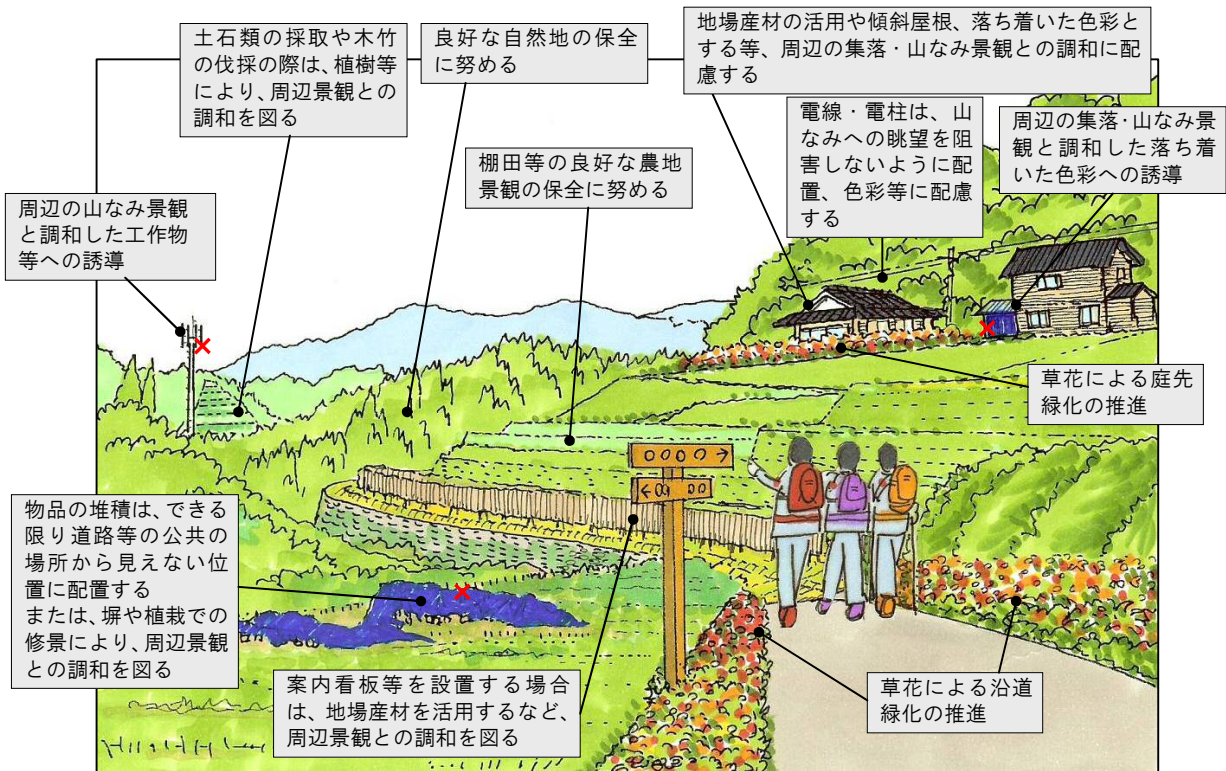 土石類の採取や木竹
の伐採の際は、植樹等
により、周辺景観との
調和を図る
良好な自然地の保全
に努める
地場産材の活用や傾斜屋根、落ち着いた色彩と
する等、周辺の集落・山なみ景観との調和に配
慮する
電線・電柱は、山
なみへの眺望を阻
害しないように配
置、色彩等に配慮
する
周辺の集落・山なみ景
観と調和した落ち着
いた色彩への誘導
棚田等の良好な農地
景観の保全に努める
周辺の山なみ景観
と調和した工作物
等への誘導
草花による庭先
緑化の推進
物品の堆積は、できる
限り道路等の公共の
場所から見えない位
置に配置する
または、塀や植栽での
修景により、周辺景観
との調和を図る
案内看板等を設置する場合
は、地場産材を活用するなど、
周辺景観との調和を図る
草花による沿道
緑化の推進